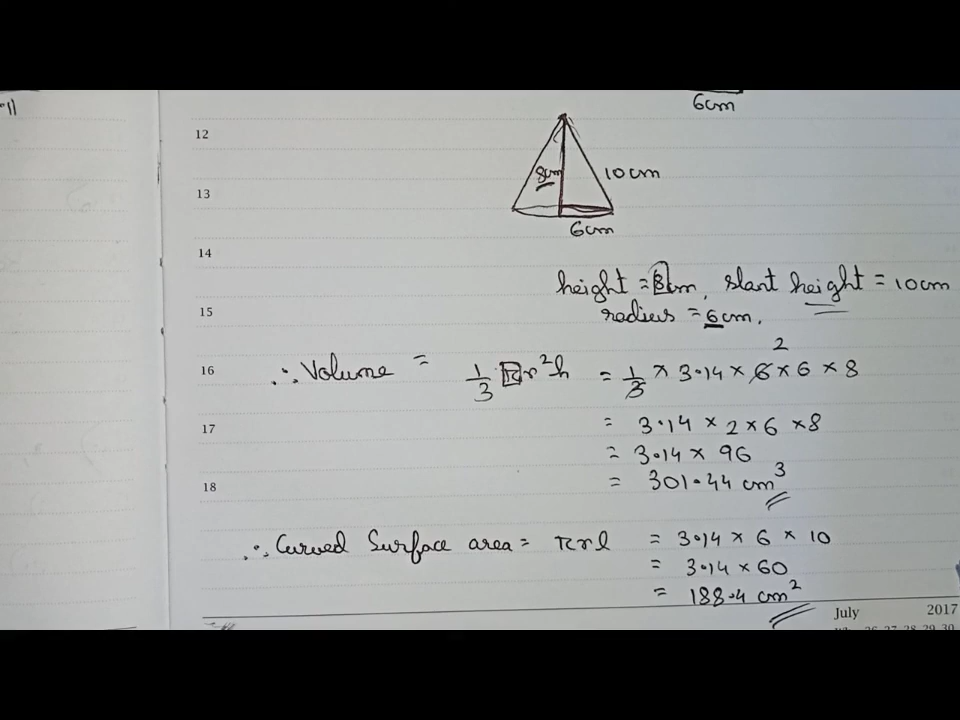 6cm
12
8cm 10cm
13
6cm
14
height = 8cm, slant height = 10cm
15
radius = 6cm.
2
16 ∴ Volume = 1/3 πr²h = 1/3 × 3.14 × 6 × 6 × 8
17 = 3.14 × 2 × 6 × 8
= 3.14 × 96
18 = 301.44 cm³
∴ Curved Surface area = πrl = 3.14 × 6 × 10
= 3.14 × 60
= 188.4 cm²
July 2017